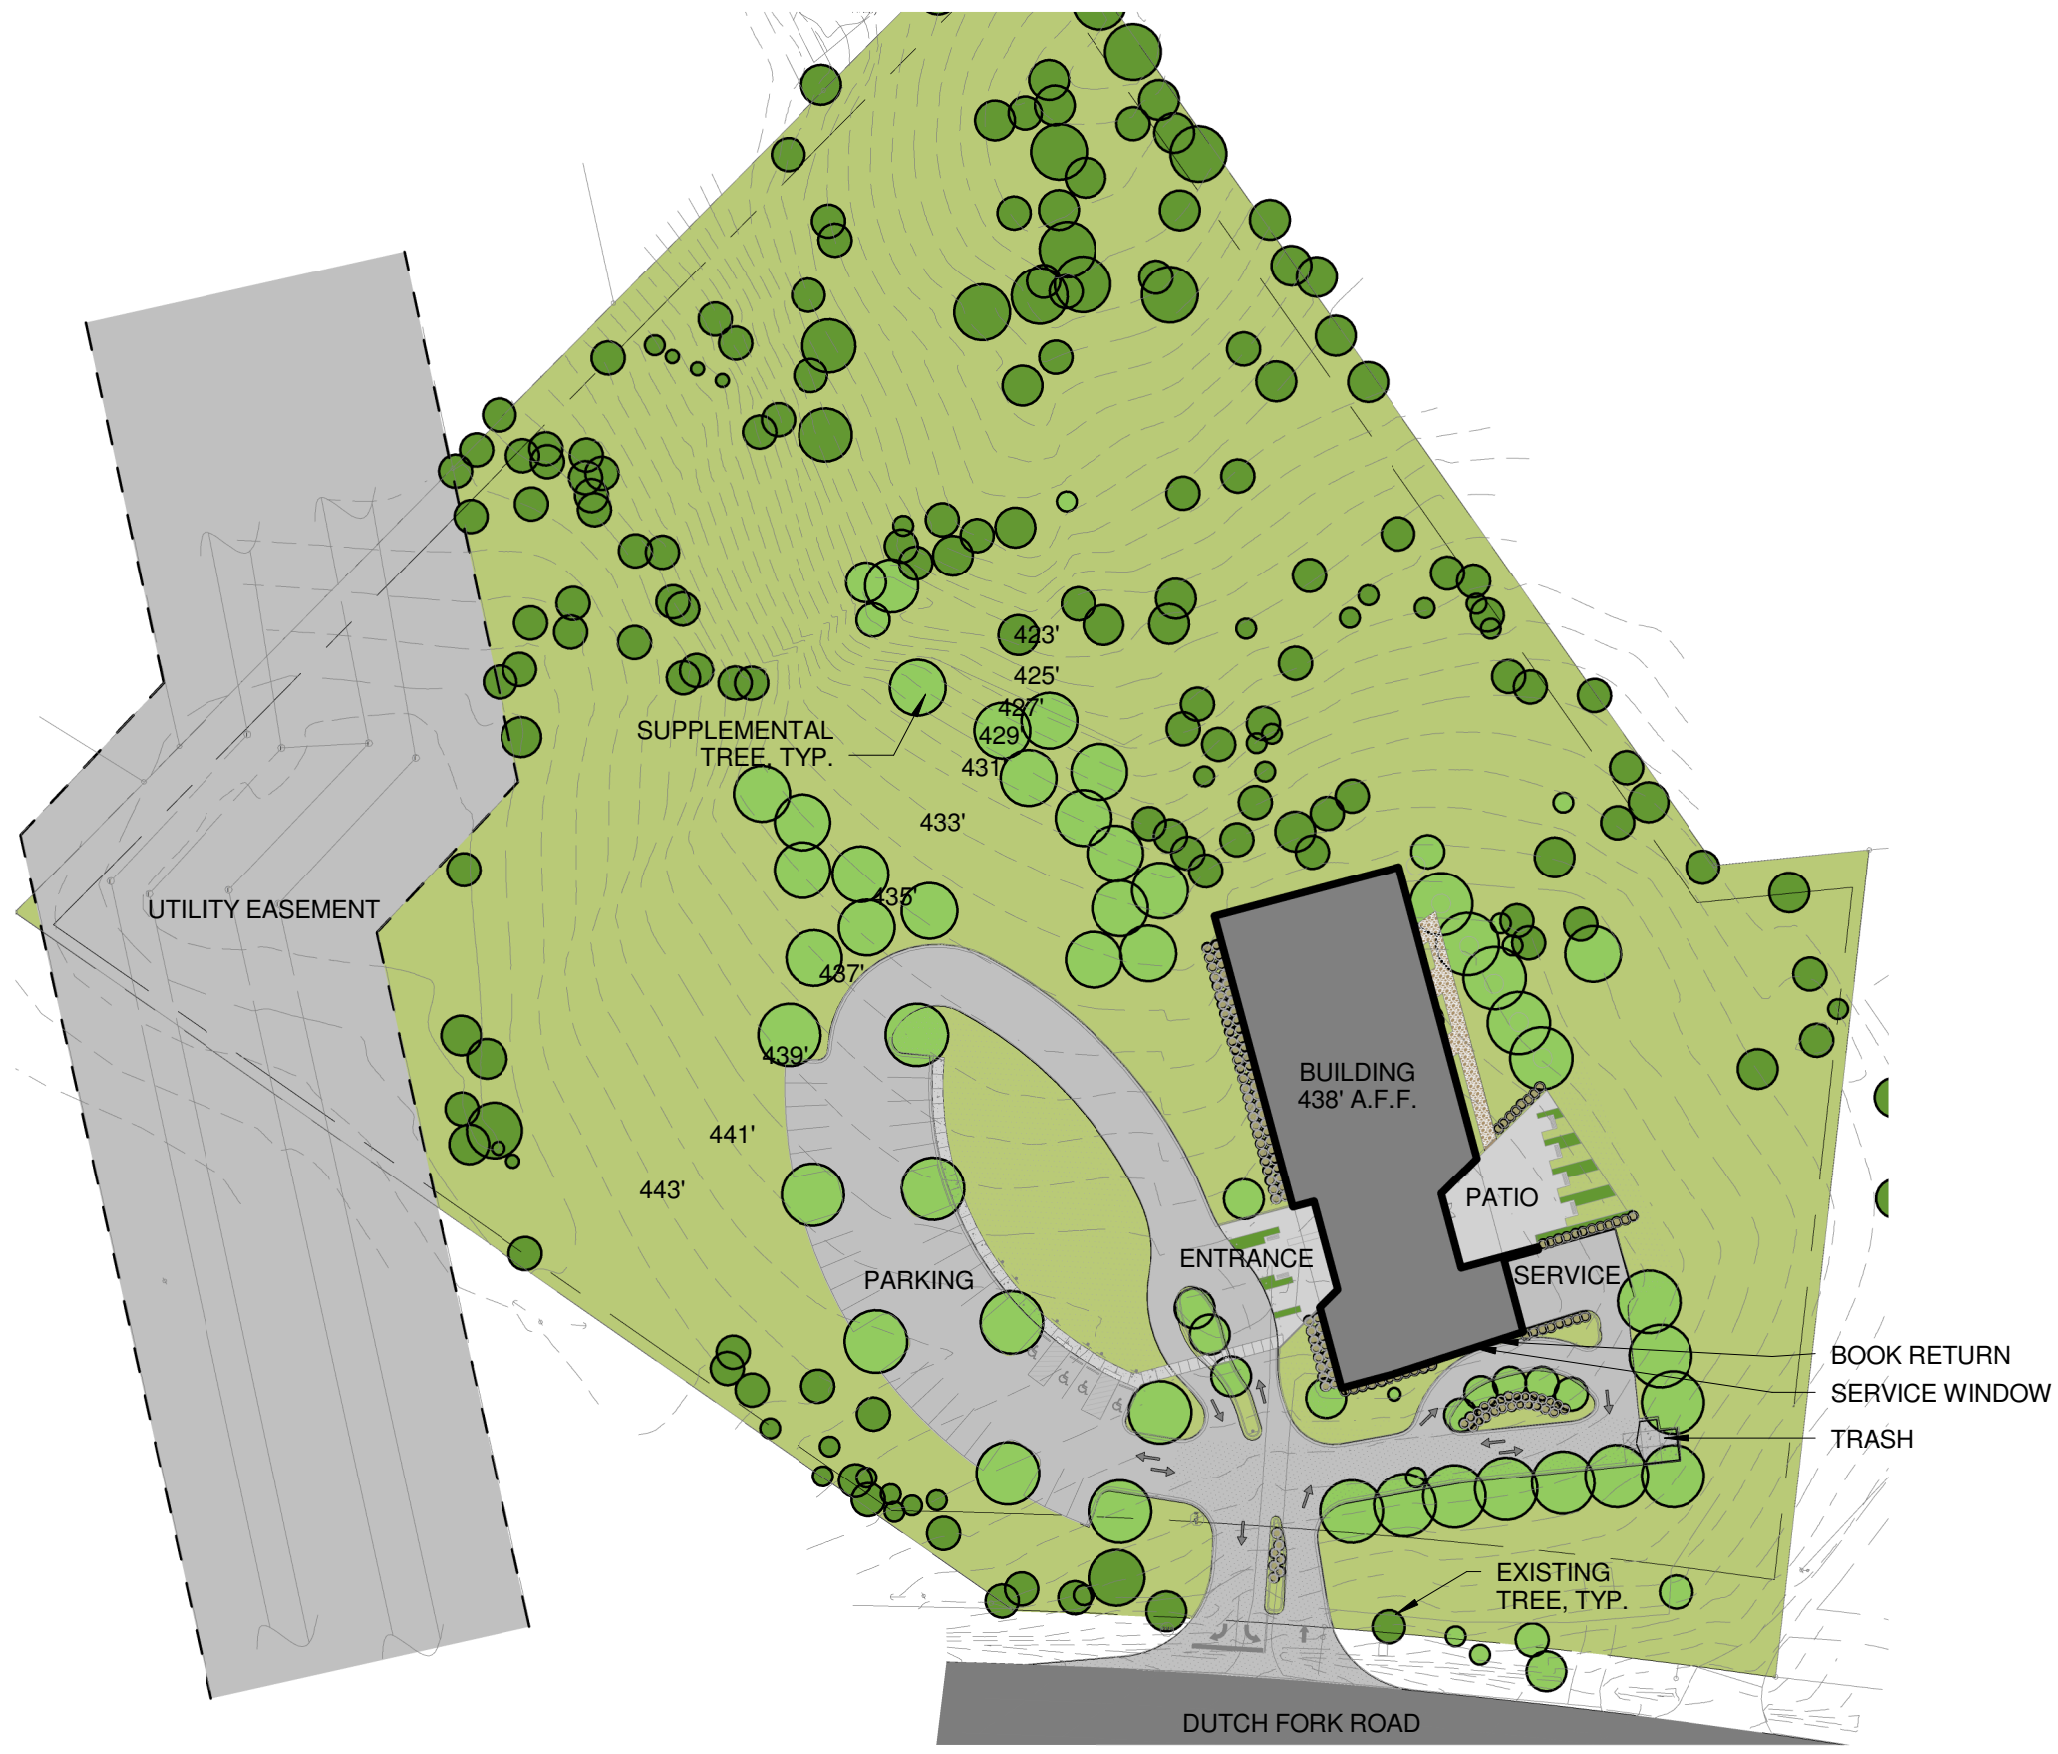 423'
425'
427'
SUPPLEMENTAL
TREE, TYP.
429'
431'
433'
435'
UTILITY EASEMENT
437'
439'
BUILDING
438' A.F.F.
441'
443'
PATIO
ENTRANCE
PARKING
SERVICE
BOOK RETURN
SERVICE WINDOW
TRASH
EXISTING
TREE, TYP.
DUTCH FORK ROAD